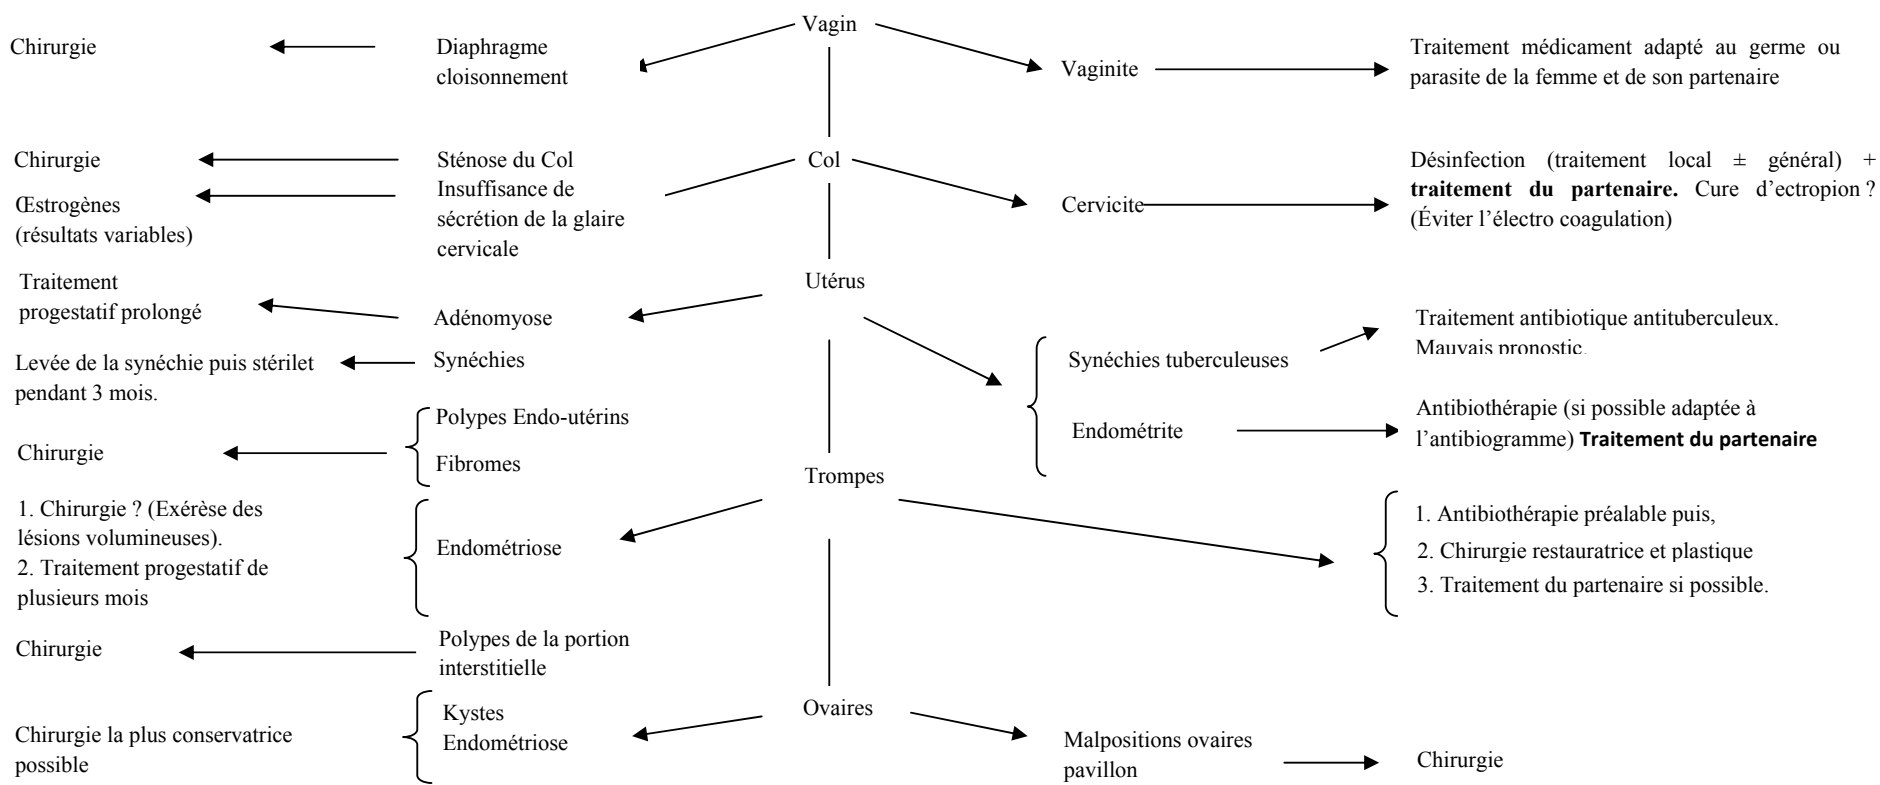 Vagin
Chirurgie
Diaphragme
cloisonnement
Vaginite
Traitement médicament adapté au germe ou
parasite de la femme et de son partenaire
Chirurgie
Œstrogènes
(résultats variables)
Sténose du Col
Insuffisance de
sécrétion de la glaire
cervicale
Col
Cervicite
Désinfection (traitement local ± général) +
traitement du partenaire. Cure d’ectropion ?
(Éviter l’électro coagulation)
Utérus
Traitement
progestatif prolongé
Adénomyose
Levée de la synéchie puis stérilet
pendant 3 mois.
Synéchies
Synéchies tuberculeuses
Traitement antibiotique antituberculeux.
Mauvais pronostic.
Chirurgie
Polypes Endo-utérins
Fibromes
Endométrite
Antibiothérapie (si possible adaptée à
l’antibiogramme) Traitement du partenaire
Trompes
1. Chirurgie ? (Exérèse des
lésions volumineuses).
2. Traitement progestatif de
plusieurs mois
Endométriose
1. Antibiothérapie préalable puis,
2. Chirurgie restauratrice et plastique
3. Traitement du partenaire si possible.
Chirurgie
Polypes de la portion
interstitielle
Ovaires
Chirurgie la plus conservatrice
possible
Kystes
Endométriose
Malpositions ovaires
pavillon
Chirurgie